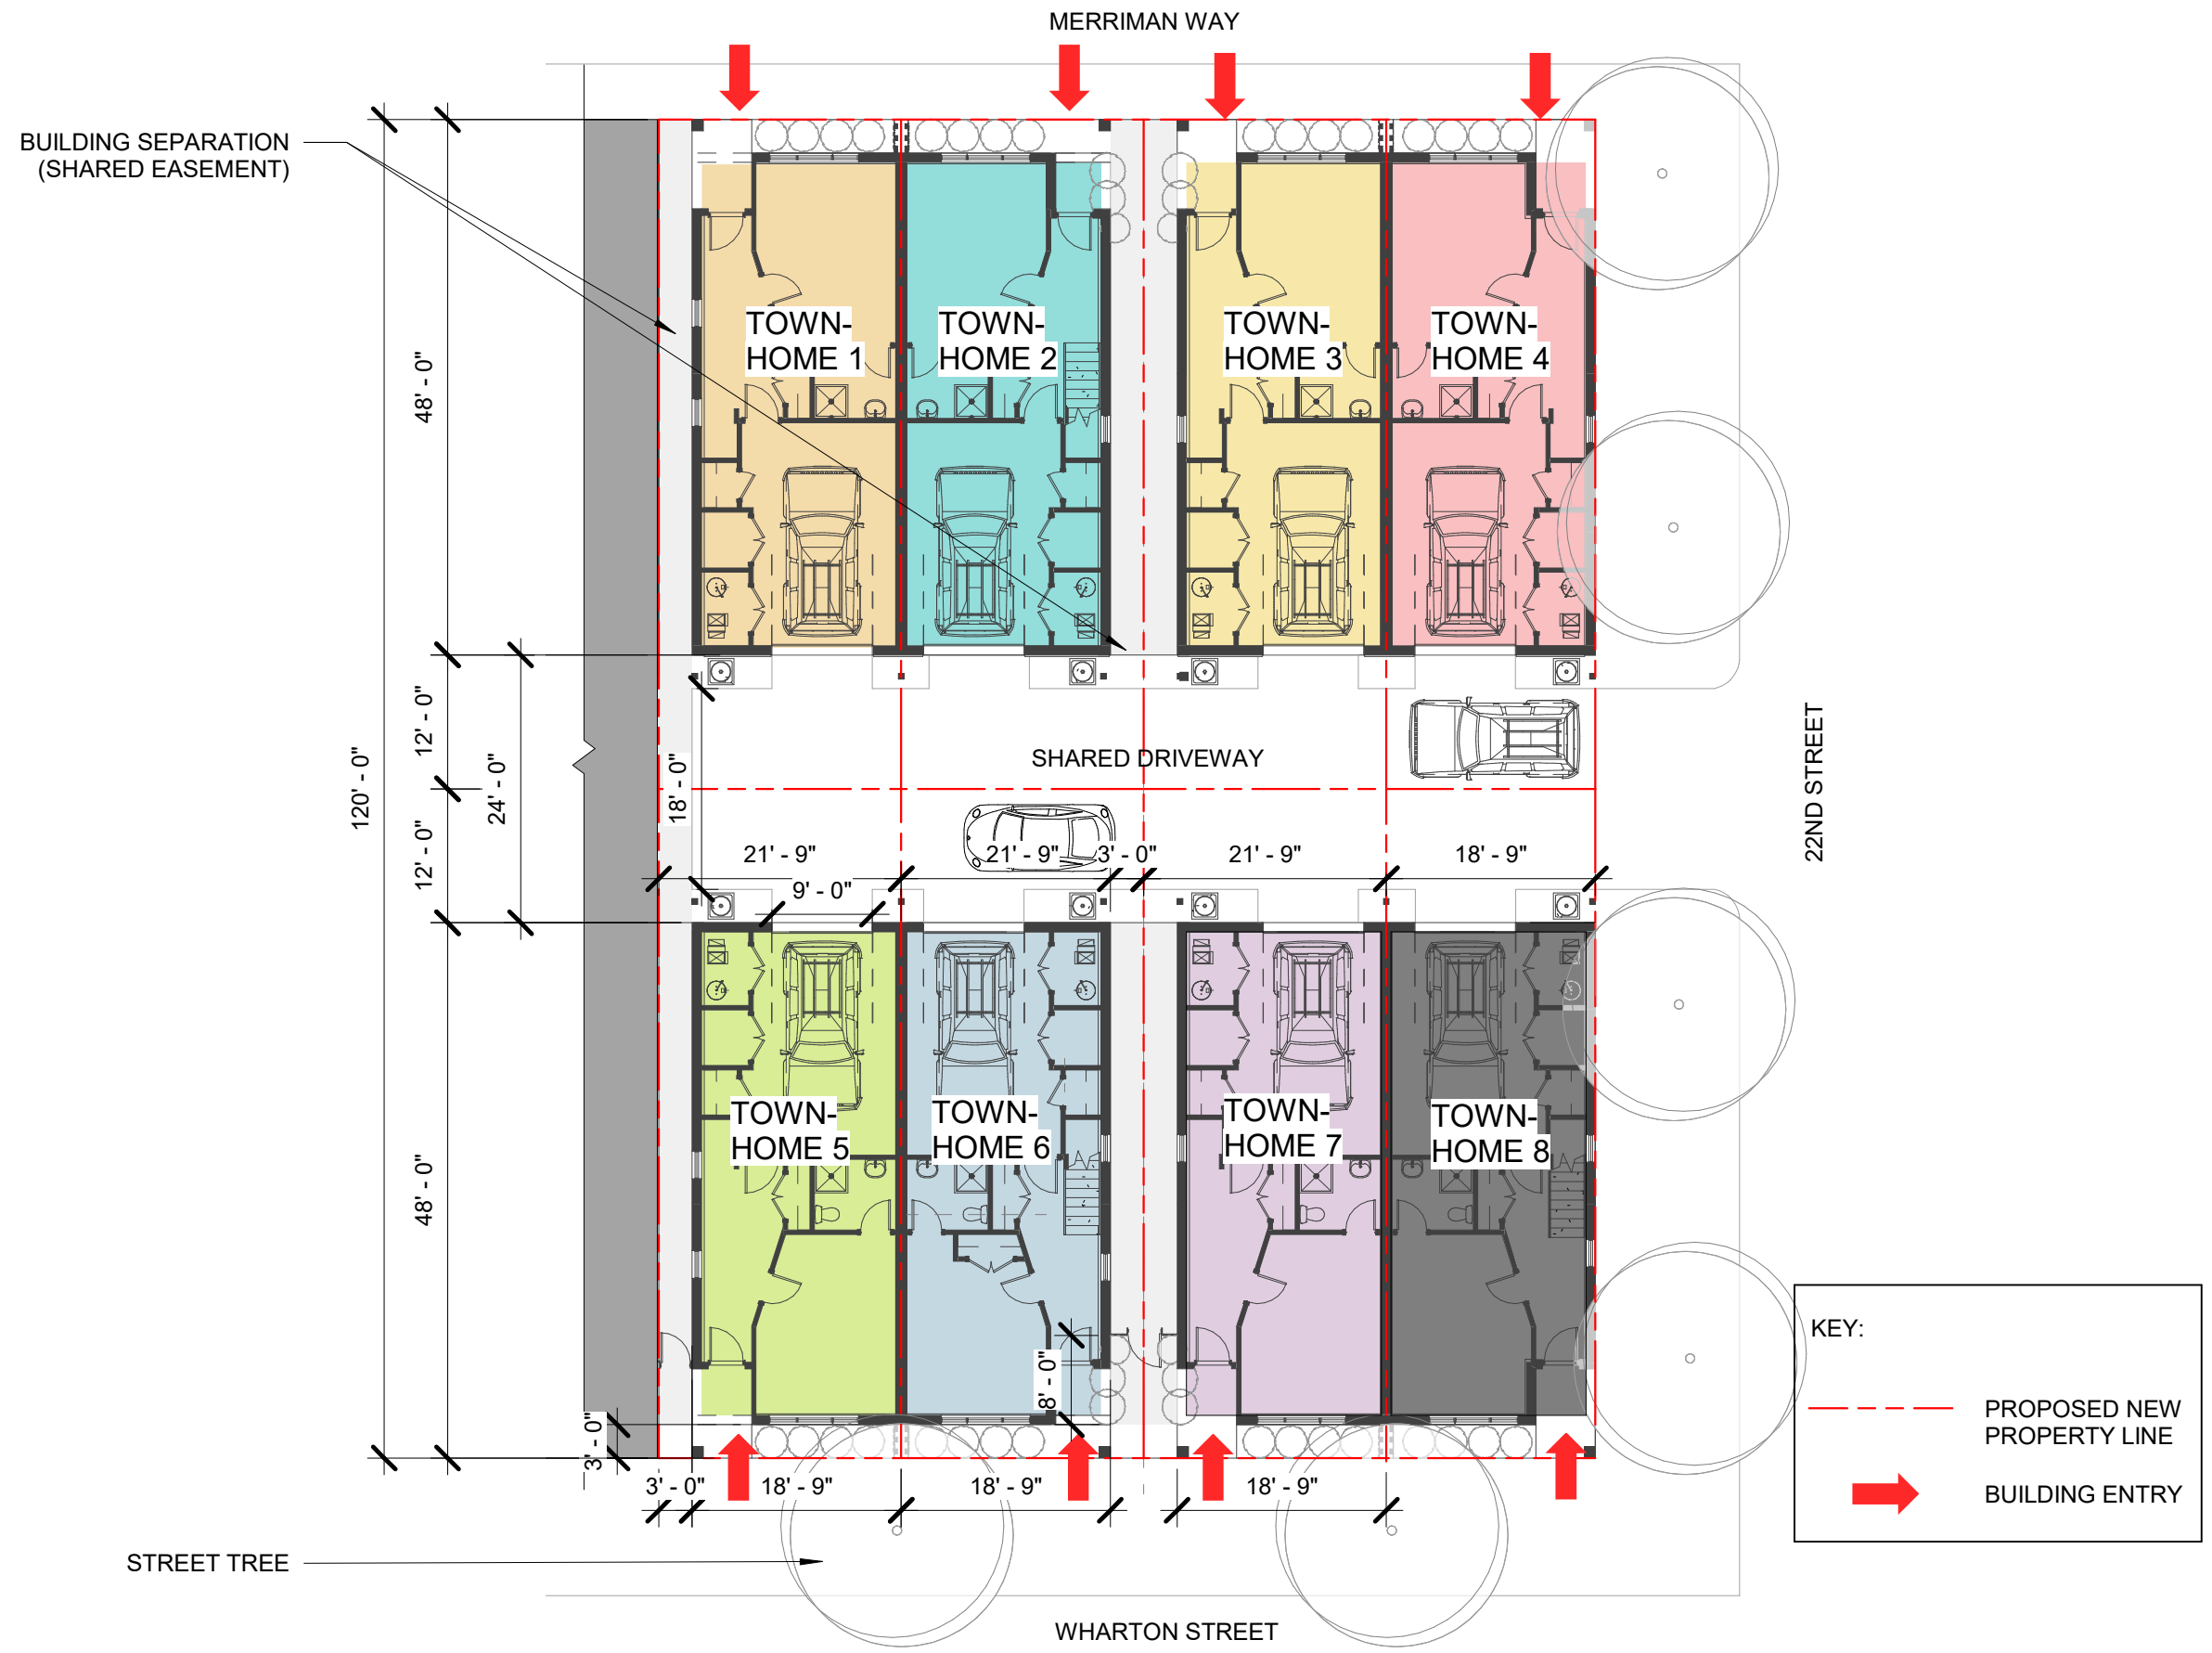 MERRIMAN WAY
BUILDING SEPARATION
(SHARED EASEMENT)
TOWN-
HOME 1
TOWN-
HOME 2
TOWN-
HOME 3
TOWN-
HOME 4
48' - 0"
12' - 0"
120' - 0"
24' - 0"
18' - 0"
SHARED DRIVEWAY
22ND STREET
12' - 0"
21' - 9"
21' - 9"
3' - 0"
21' - 9"
18' - 9"
9' - 0"
TOWN-
HOME 5
TOWN-
HOME 6
TOWN-
HOME 7
TOWN-
HOME 8
48' - 0"
8' - 0"
3' - 0"
3' - 0"
18' - 9"
18' - 9"
18' - 9"
KEY:
PROPOSED NEW
PROPERTY LINE
BUILDING ENTRY
STREET TREE
WHARTON STREET